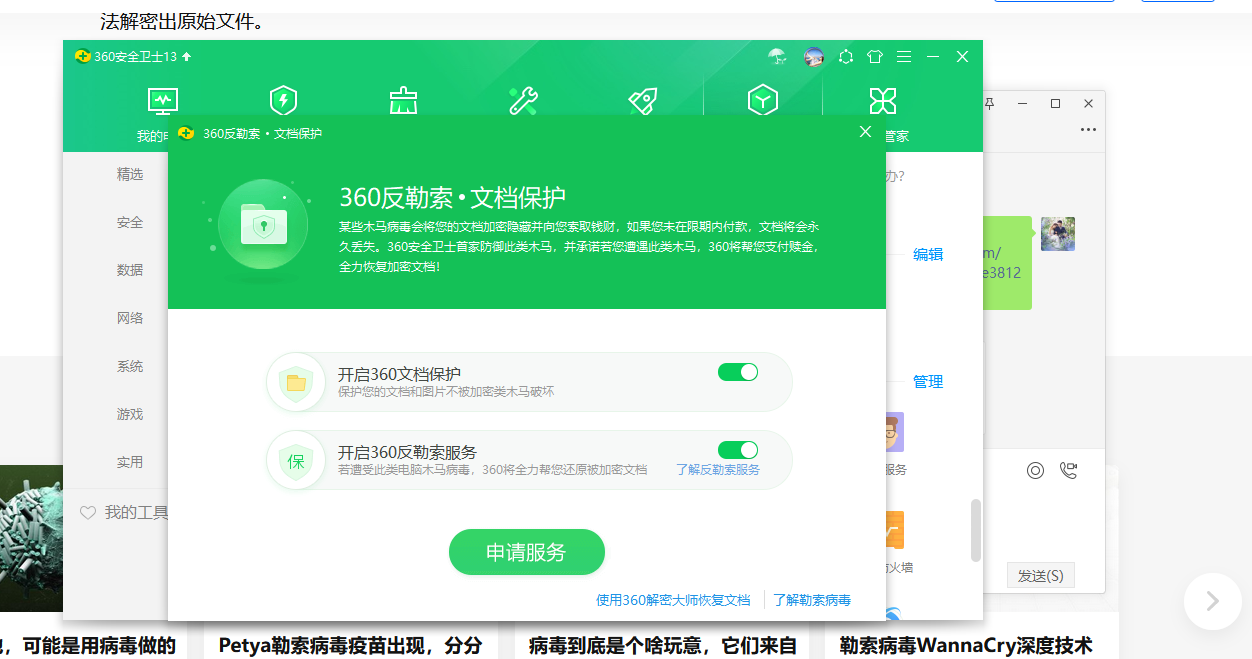 法解密出原始文件。
360安全卫士13
我的
管家
360反勒索·文档保护
精选
安全
数据
网络
系统
游戏
实用
我的工具
360反勒索·文档保护
某些木马病毒会将您的文档加密隐藏并向您索取钱财，如果您未在限期内付款，文档将会永
久丢失。360安全卫士首家防御此类木马，并承诺若您遭遇此类木马，360将帮您支付赎金，
全力恢复加密文档！
开启360文档保护
保护您的文档和图片不被加密类木马破坏
开启360反勒索服务
若遭受此类电脑木马病毒，360将全力帮您还原被加密文档 了解反勒索服务
申请服务
使用360解密大师恢复文档 了解勒索病毒
办?
编辑
管理
服务
火墙
m/
e3812
发送(S)
，可能是用病毒做的
Petya勒索病毒疫苗出现，分分
病毒到底是个啥玩意，它们来自
勒索病毒WannaCry深度技术